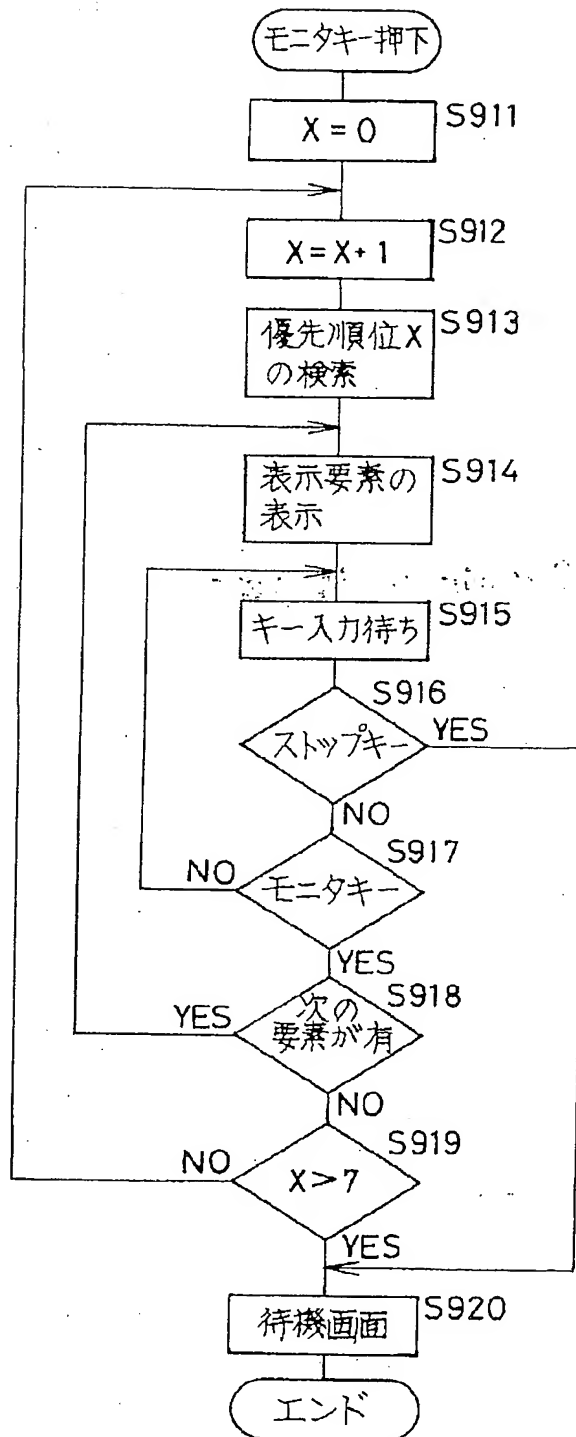 モニタキー押下
X=0
S911
X=X+1
S912
優先順位X
の検索
S913
表示要素の
表示
S914
キー入力待ち
S915
ストップキー
S916
YES
NO
モニタキー
S917
NO
YES
次の
要素が有
S918
YES
NO
X>7
S919
NO
YES
待機画面
S920
エンド